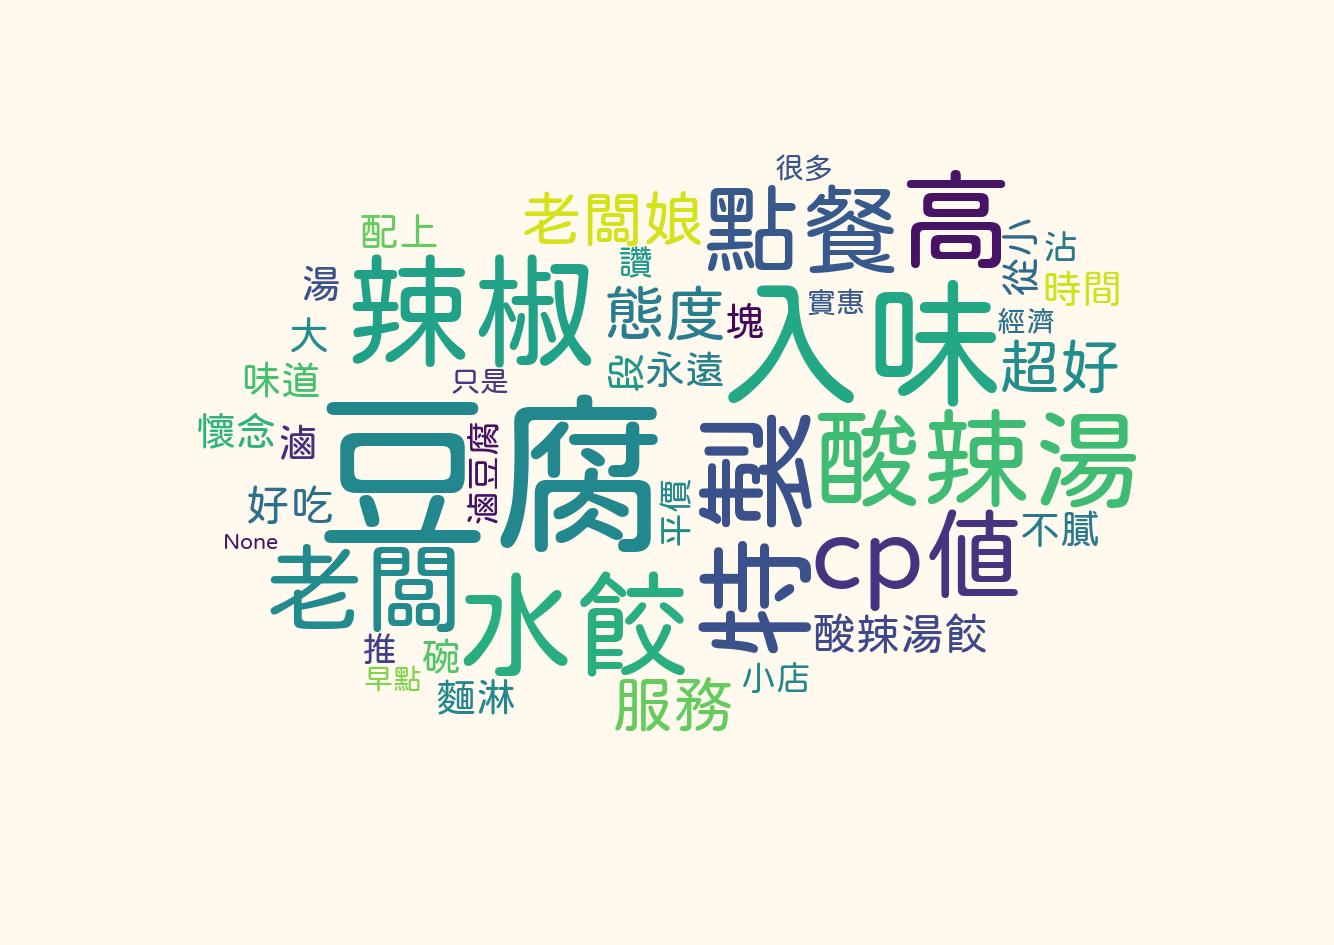 很多
老闆娘
點餐
高
配上
讚
從小
沾
湯
辣椒
態度
塊
實惠
入味
時間
大
經濟
味道
只是
段
永遠
超好
懷念
滷
豆腐
滷豆腐
特製
酸辣湯
好吃
平價
不膩
None
老闆
水餃
cp值
推
碗
酸辣湯餃
早點
麵淋
服務
小店